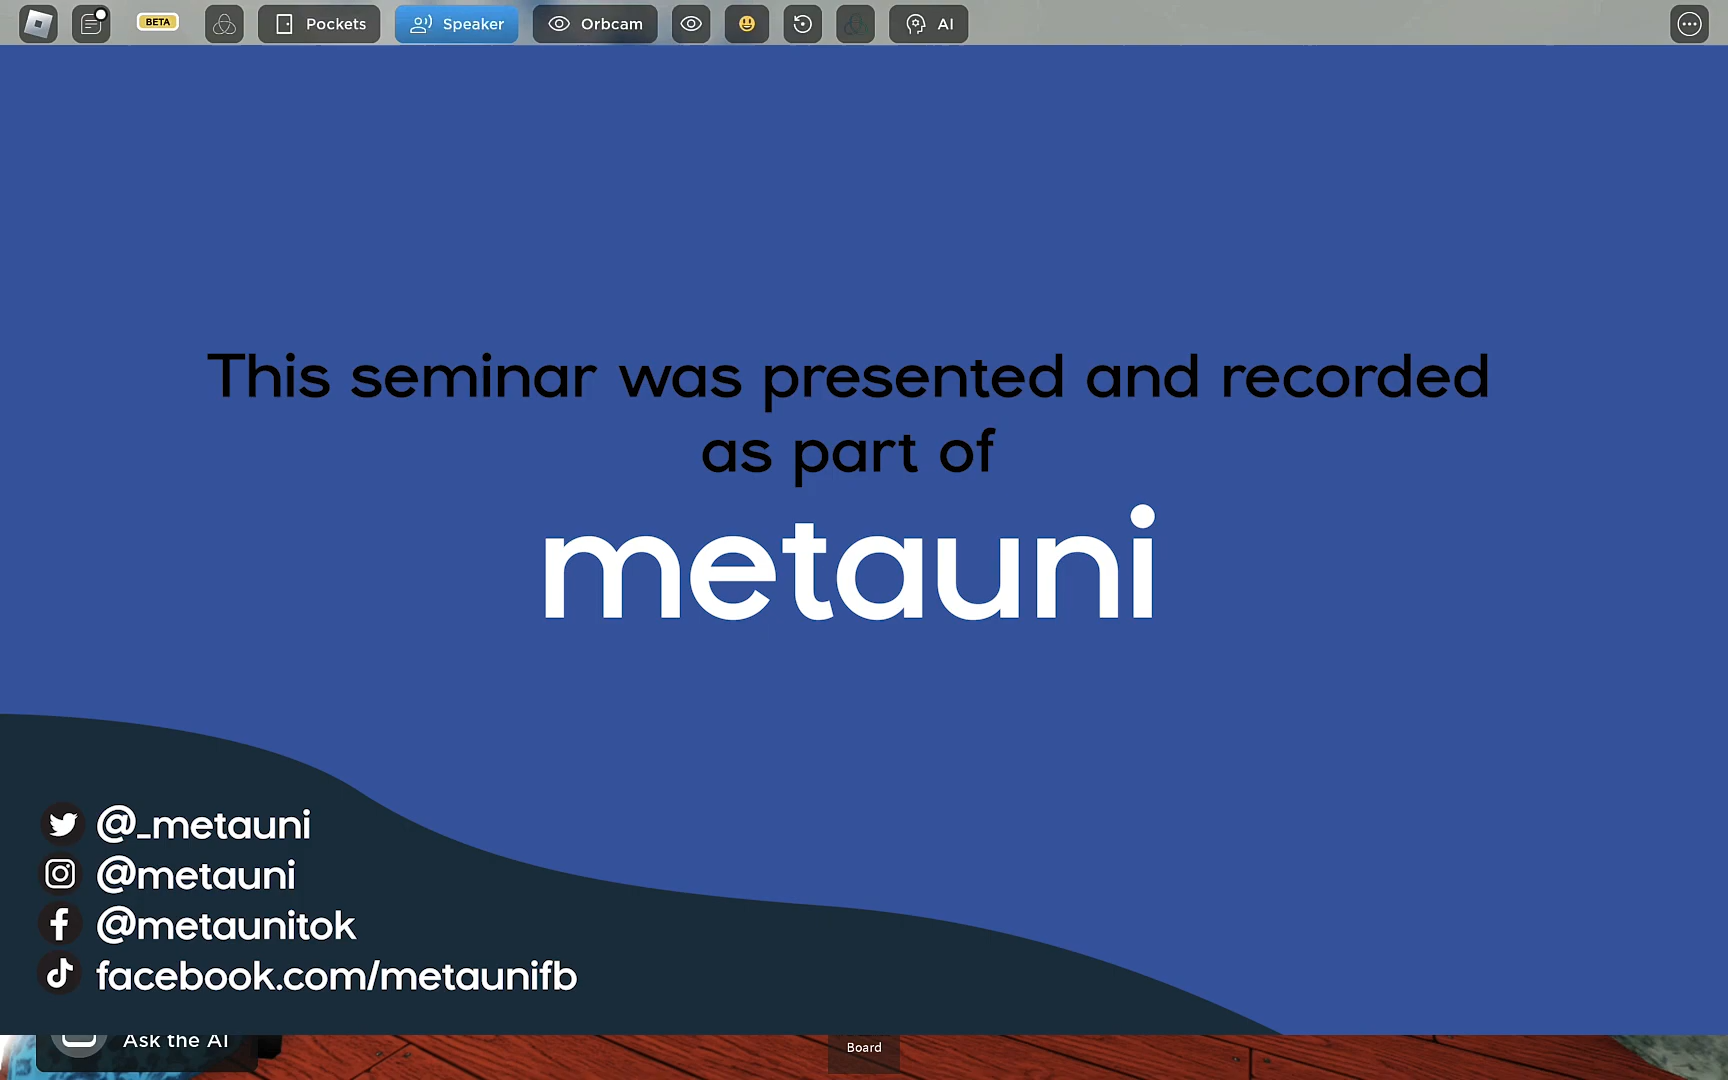 BETA
Pockets
Speaker
Orbcam
AI
This seminar was presented and recorded
as part of
metauni
@_metauni
@metauni
@metaunitok
facebook.com/metaunifb
Ask the AI
Board